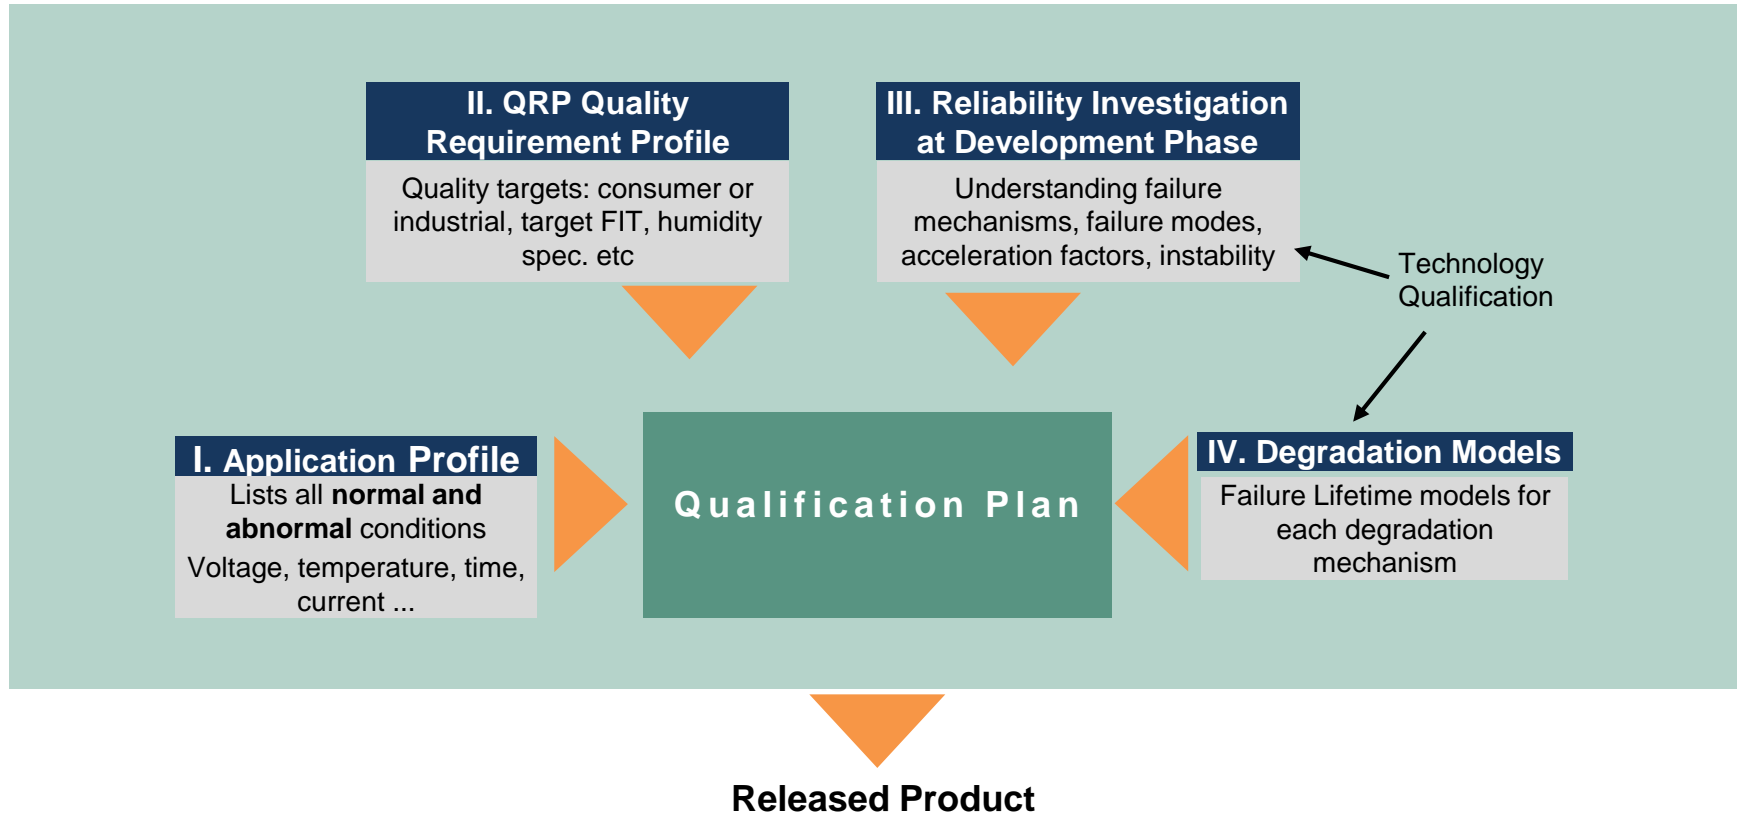 II. QRP Quality
Requirement Profile
Quality targets: consumer or
industrial, target FIT, humidity
spec. etc
III. Reliability Investigation
at Development Phase
Understanding failure
mechanisms, failure modes,
acceleration factors, instability
Technology
Qualification
I. Application Profile
Lists all normal and
abnormal conditions
Voltage, temperature, time,
current ...
Qualification Plan
IV. Degradation Models
Failure Lifetime models for
each degradation
mechanism
Released Product